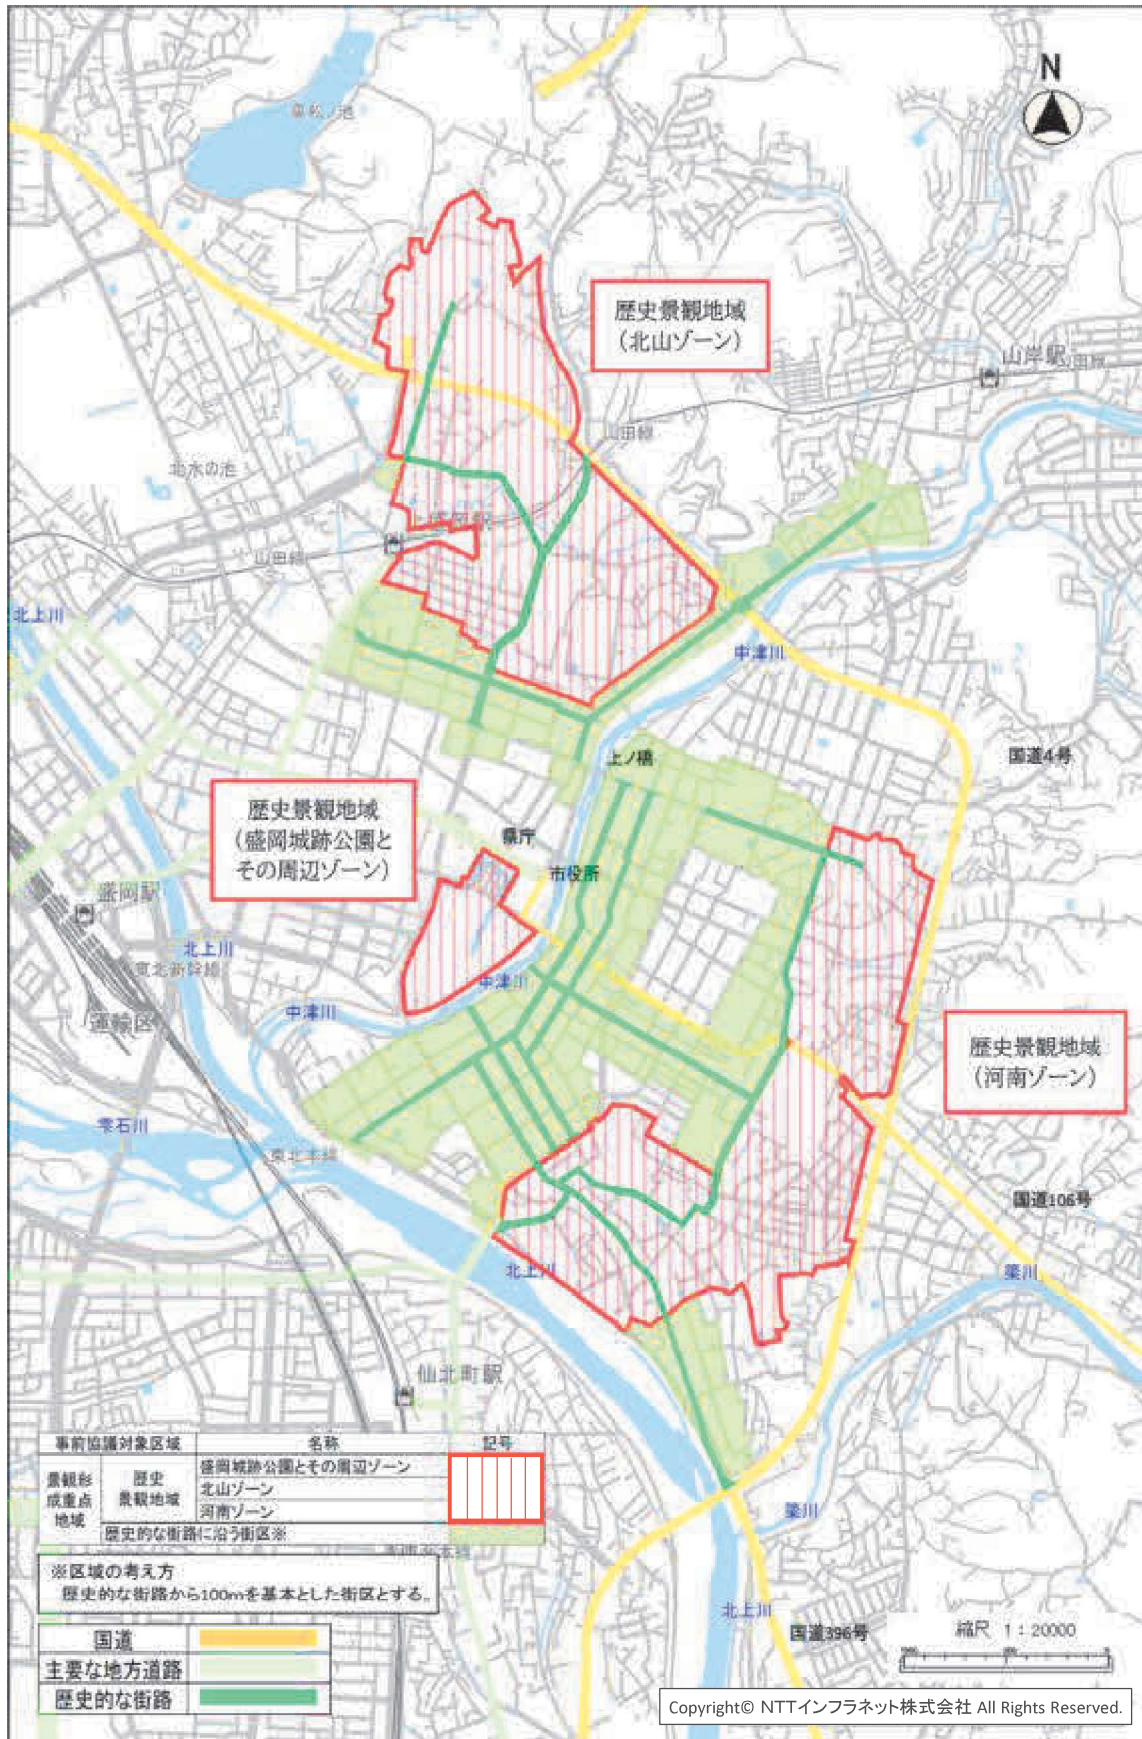 N
高松ノ池
歴史景観地域
（北山ゾーン）
山岸駅
山田線
山田線
北水の池
上盛岡駅
山田線
北上川
中津川
上ノ橋
国道4号
歴史景観地域
（盛岡城跡公園と
その周辺ゾーン）
県庁
市役所
盛岡駅
北上川
東北新幹線
運輸区
中津川
中津川
歴史景観地域
（河南ゾーン）
雫石川
東北本線
国道106号
北上川
簗川
仙北町駅
事前協議対象区域 名称 記号
景観形
成重点
地域
歴史
景観地域
盛岡城跡公園とその周辺ゾーン
北山ゾーン
河南ゾーン
歴史的な街路に沿う街区※
※区域の考え方
歴史的な街路から100mを基本とした街区とする。
簗川
北上川
国道396号
国道
主要な地方道路
歴史的な街路
縮尺 1：20000
Copyright© NTTインフラネット株式会社 All Rights Reserved.